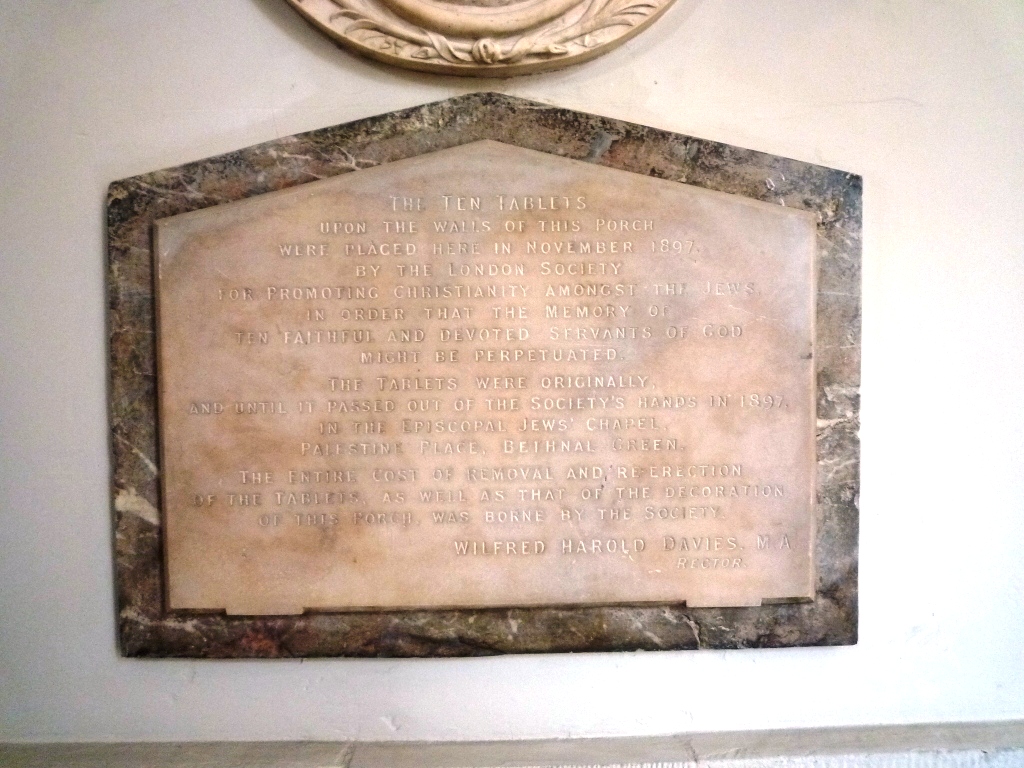 THE TEN TABLETS
UPON THE WALLS OF THIS PORCH
WERE PLACED HERE IN NOVEMBER 1897,
BY THE LONDON SOCIETY
FOR PROMOTING CHRISTIANITY AMONGST THE JEWS,
IN ORDER THAT THE MEMORY OF
TEN FAITHFUL AND DEVOTED SERVANTS OF GOD
MIGHT BE PERPETUATED.
THE TABLETS WERE ORIGINALLY,
AND UNTIL IT PASSED OUT OF THE SOCIETY'S HANDS IN 1897,
IN THE EPISCOPAL JEWS' CHAPEL,
PALESTINE PLACE, BETHNAL GREEN.
THE ENTIRE COST OF REMOVAL AND RE-ERECTION
OF THE TABLETS, AS WELL AS THAT OF THE DECORATION
OF THIS PORCH, WAS BORNE BY THE SOCIETY.
WILFRED HAROLD DAVIES, M.A.
RECTOR.